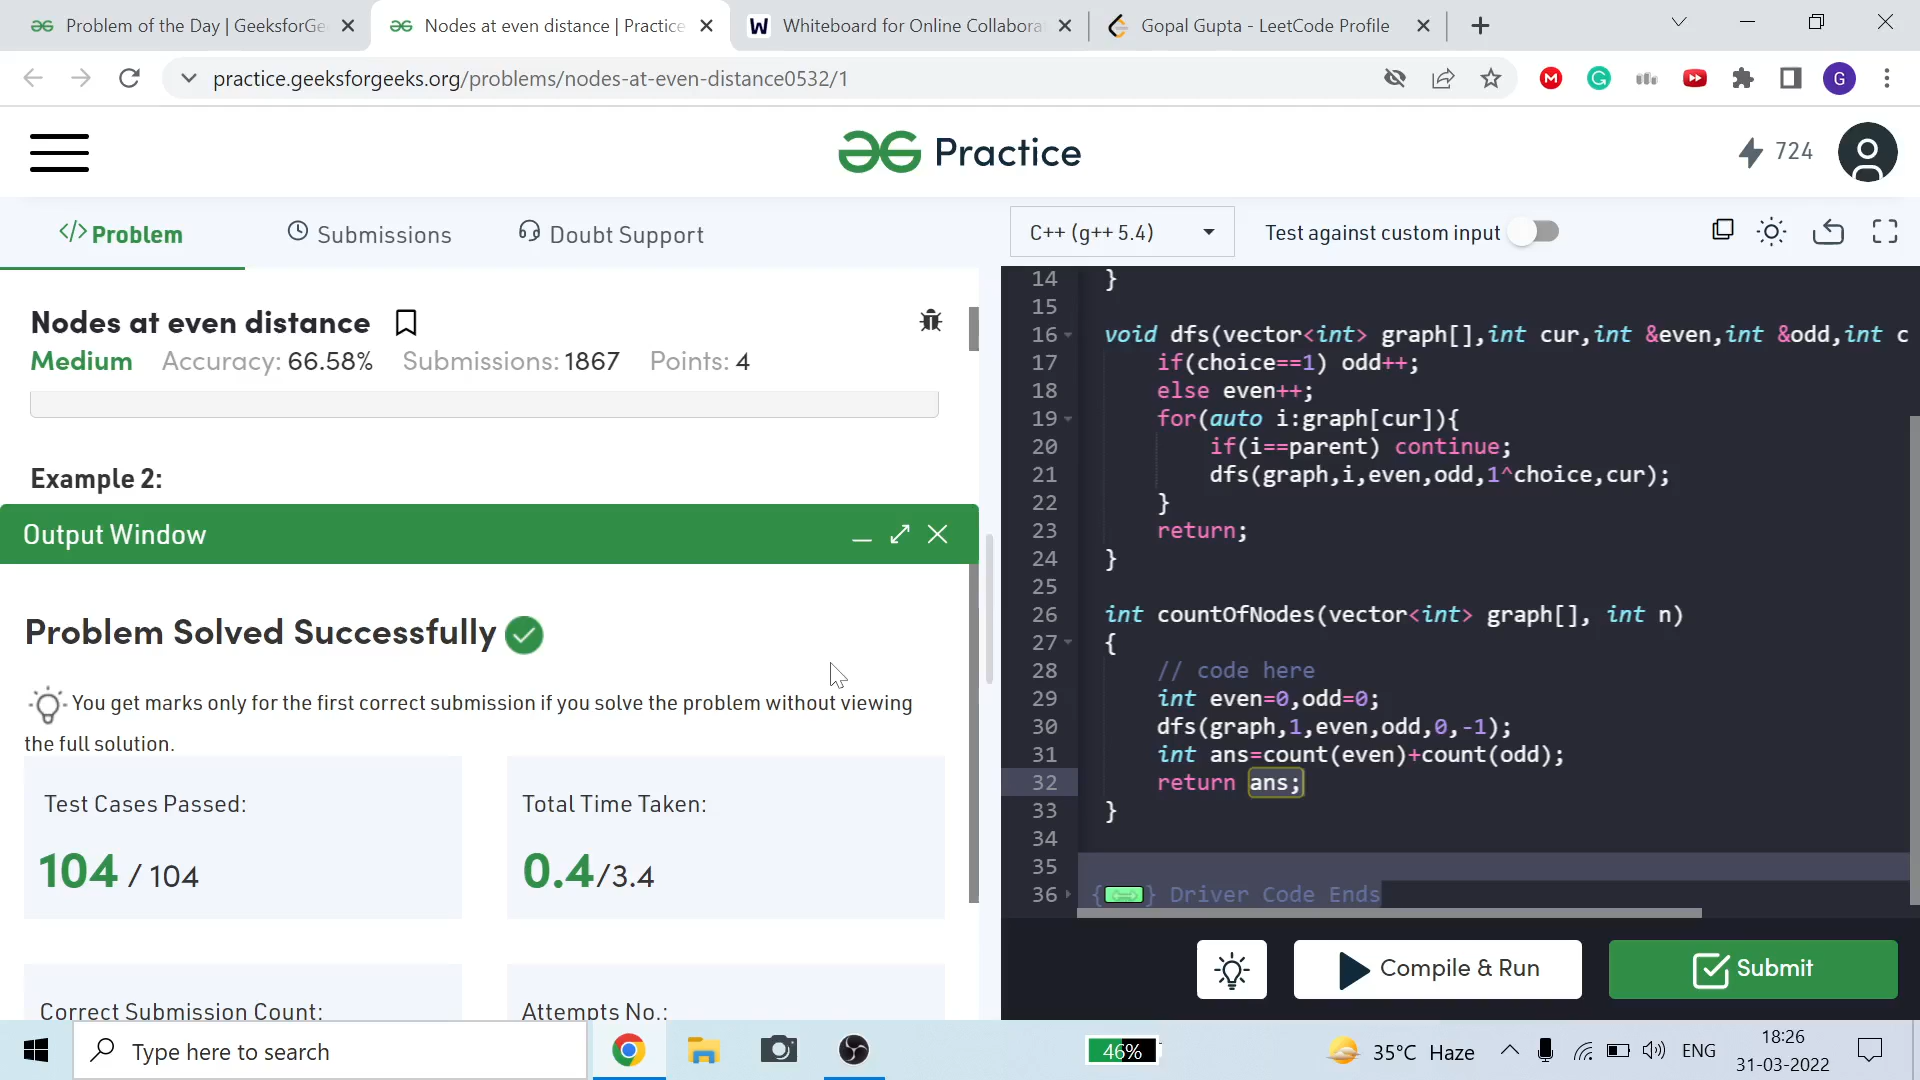 Problem of the Day | GeeksforGe
Nodes at even distance | Practice
W
Whiteboard for Online Collabora
Gopal Gupta - LeetCode Profile
practice.geeksforgeeks.org/problems/nodes-at-even-distance0532/1
G
Practice
724
Problem
Submissions
Doubt Support
C++ (g++ 5.4)
Test against custom input
Nodes at even distance
Medium Accuracy: 66.58% Submissions: 1867 Points: 4
Example 2:
Output Window
Problem Solved Successfully
You get marks only for the first correct submission if you solve the problem without viewing
the full solution.
Test Cases Passed:
104 / 104
Total Time Taken:
0.4/3.4
Correct Submission Count:
Attempts No.:
14 }
15
16 void dfs(vector<int> graph[],int cur,int &even,int &odd,int c
17 if(choice==1) odd++;
18 else even++;
19 for(auto i:graph[cur]){
20 if(i==parent) continue;
21 dfs(graph,i,even,odd,1^choice,cur);
22 }
23 return;
24 }
25
26 int countOfNodes(vector<int> graph[], int n)
27 {
28 // code here
29 int even=0,odd=0;
30 dfs(graph,1,even,odd,0,-1);
31 int ans=count(even)+count(odd);
32 return ans;
33 }
34
35
36 { } Driver Code Ends
Compile & Run
Submit
Type here to search
46%
35°C Haze
ENG
18:26
31-03-2022